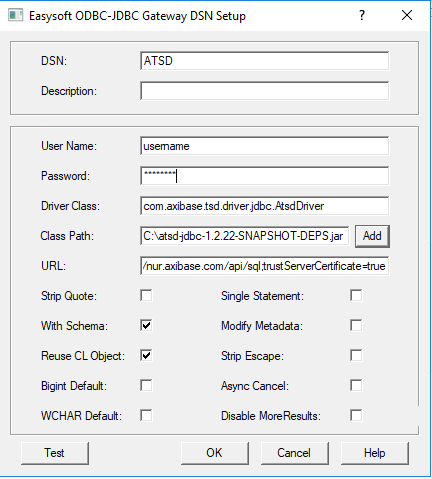 Easysoft ODBC-JDBC Gateway DSN Setup ? ×
DSN: ATSD
Description:
User Name: username
Password: ********
Driver Class: com.axibase.tsd.driver.jdbc.AtsdDriver
Class Path: C:\atsd-jdbc-1.2.22-SNAPSHOT-DEPS.jar Add
URL: /nur.axibase.com/api/sql;trustServerCertificate=true
Strip Quote: Single Statement:
With Schema: Modify Metadata:
Reuse CL Object: Strip Escape:
Bigint Default: Async Cancel:
WCHAR Default: Disable MoreResults:
Test OK Cancel Help